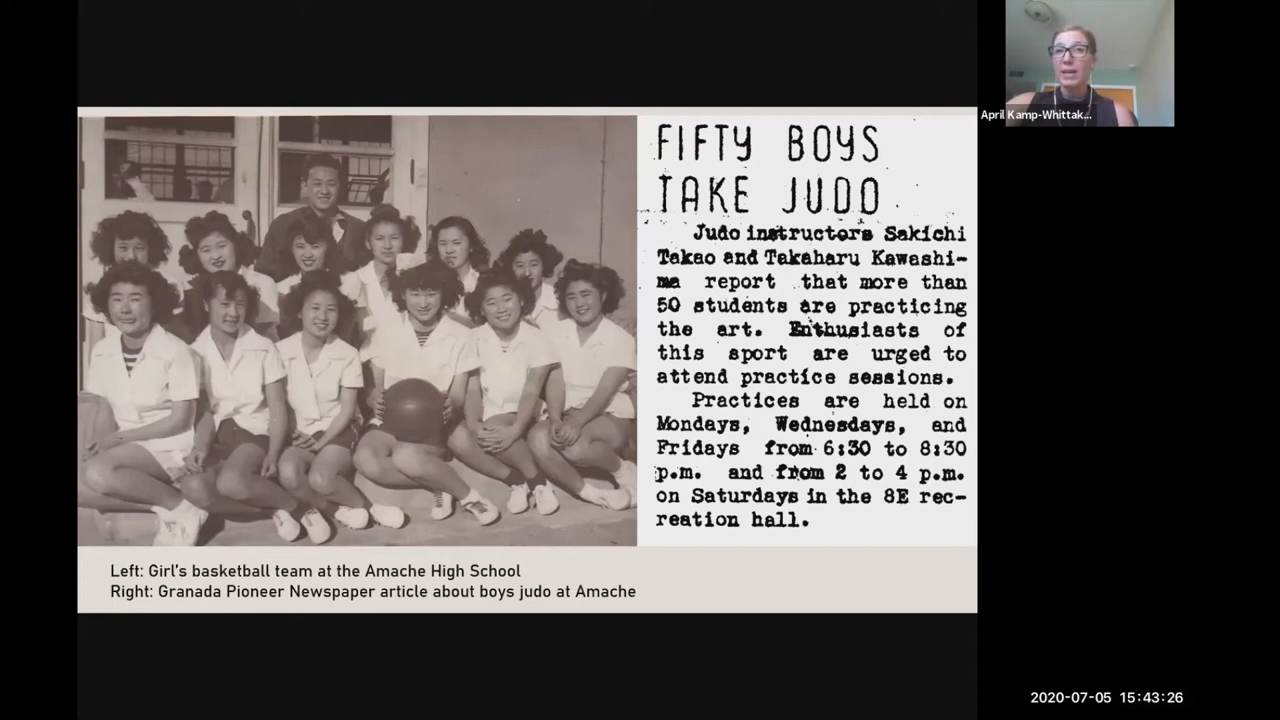 April Kamp-Whittak...
FIFTY BOYS
TAKE JUDO
Judo instructors Sakichi
Takao and Takaharu Kawashi-
ma report that more than
50 students are practicing
the art. Enthusiasts of
this sport are urged to
attend practice sessions.
Practices are held on
Mondays, Wednesdays, and
Fridays from 6:30 to 8:30
p.m. and from 2 to 4 p.m.
on Saturdays in the 8E rec-
reation hall.
Left: Girl's basketball team at the Amache High School
Right: Granada Pioneer Newspaper article about boys judo at Amache
2020-07-05 15:43:26